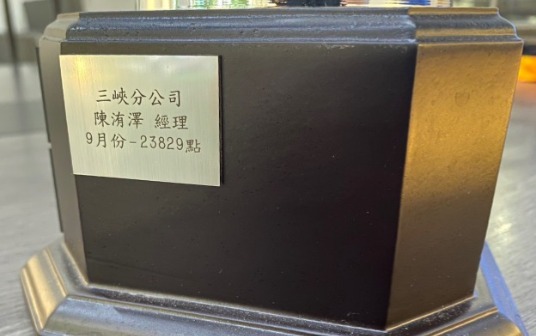 三峽分公司
陳洧澤 經理
9月份-23829點